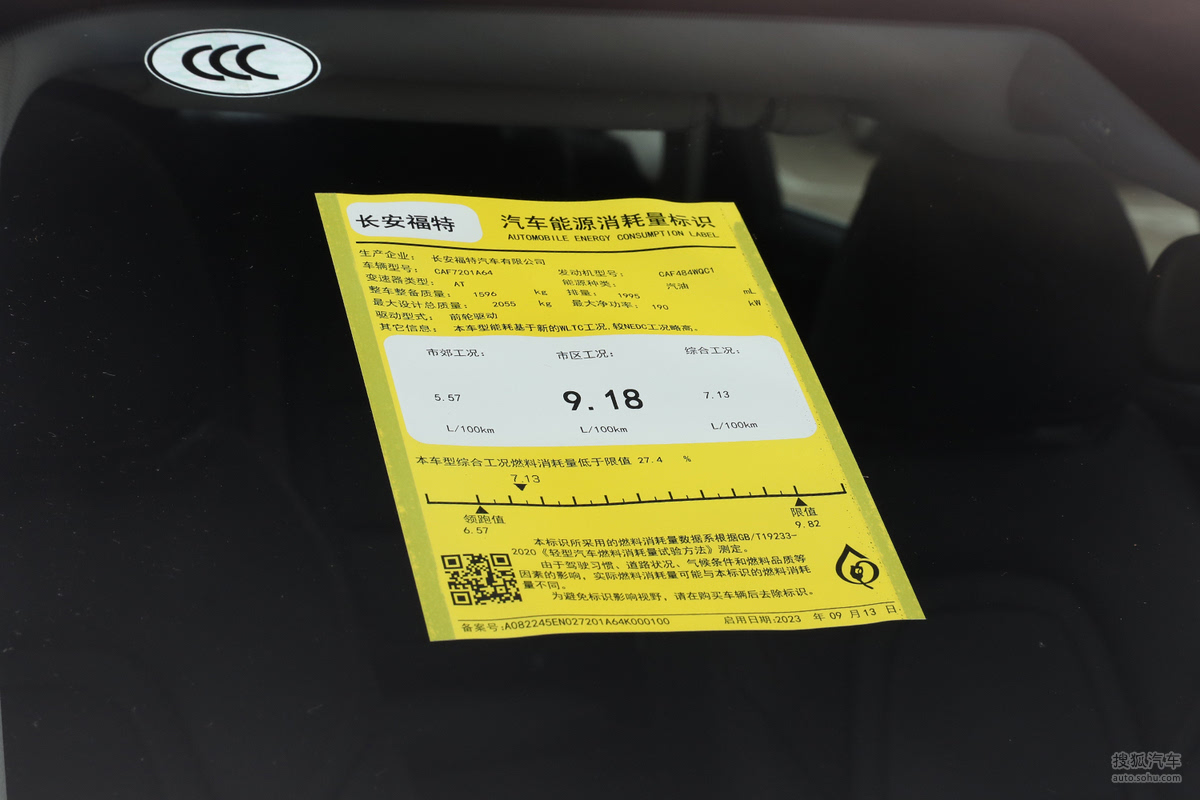 CCC
长安福特
汽车能源消耗量标识
AUTOMOBILE ENERGY CONSUMPTION LABEL
生产企业: 长安福特汽车有限公司
车辆型号: CAF7201A64 发动机型号: CAF484WQC1
变速器类型: AT 能源种类: 汽油
整车整备质量: 1596 kg 排量: 1995 mL
最大设计总质量: 2055 kg 最大净功率: 190 kW
驱动型式: 前轮驱动
其它信息: 本车型能耗基于新的WLTC工况,较NEDC工况略高。
市郊工况: 市区工况: 综合工况:
5.57 9.18 7.13
L/100km L/100km L/100km
本车型综合工况燃料消耗量低于限值 27.4 %
7.13
领跑值 限值
6.57 9.82
本标识所采用的燃料消耗量数据系根据GB/T19233-
2020《轻型汽车燃料消耗量试验方法》测定。
由于驾驶习惯、道路状况、气候条件和燃料品质等
因素的影响,实际燃料消耗量可能与本标识的燃料消耗
量不同。
为避免标识影响视野,请在购买车辆后去除标识。
备案号:A082245EN027201A64K000100 启用日期:2023 年 09 月 13 日
搜狐汽车
auto.sohu.com